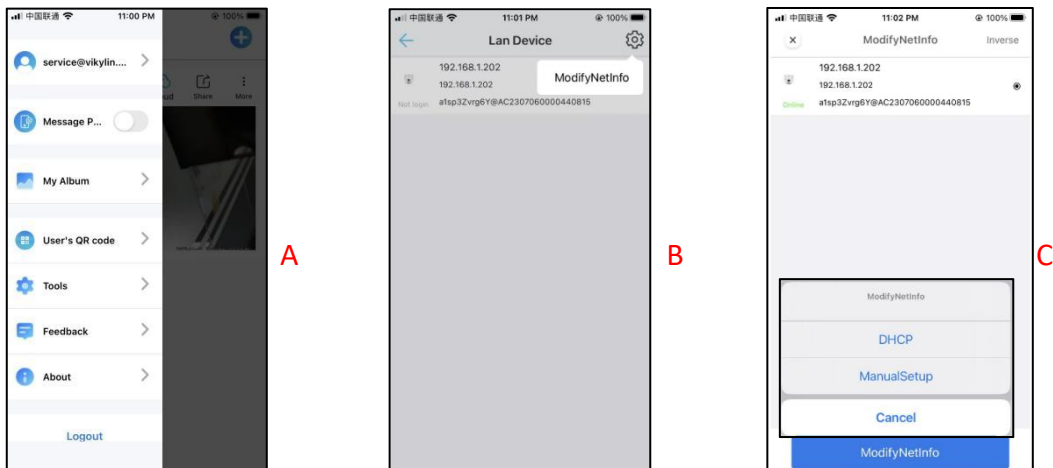 中国联通 11:00 PM 100%
service@vikylin....
Message P...
My Album
User's QR code
Tools
Feedback
About
Logout
Share More
A
中国联通 11:01 PM 100%
Lan Device
ModifyNetInfo
192.168.1.202
192.168.1.202
Not login a1sp3Zvrg6Y@AC2307060000440815
B
中国联通 11:02 PM 100%
× ModifyNetInfo Inverse
192.168.1.202
192.168.1.202
Online a1sp3Zvrg6Y@AC2307060000440815
ModifyNetInfo
DHCP
ManualSetup
Cancel
ModifyNetInfo
C